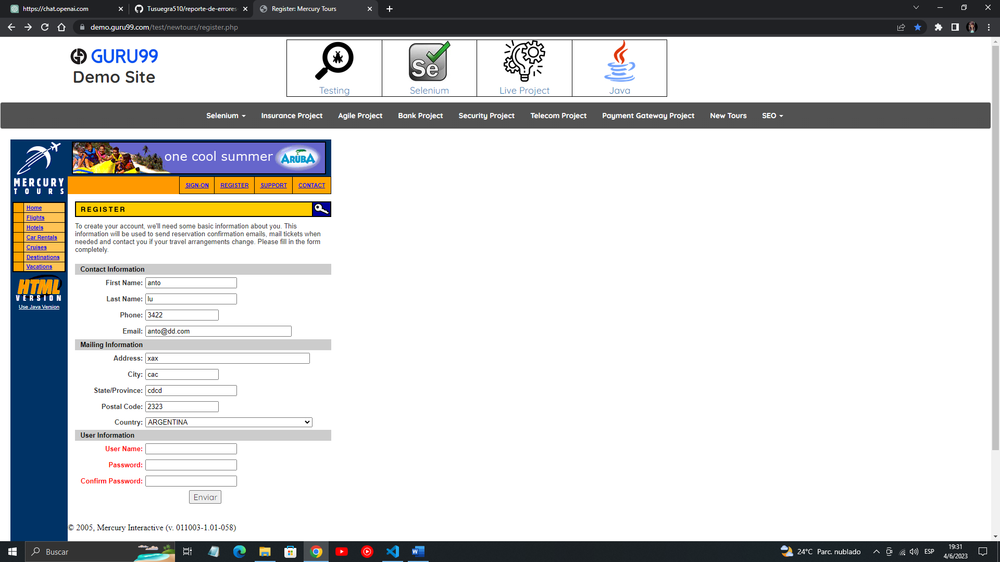 https://chat.openai.com
Tusuegra510/reporte-de-errores-
Register: Mercury Tours
demo.guru99.com/test/newtours/register.php
GURU99
Demo Site
Testing
Se
Selenium
Live Project
Java
Selenium
Insurance Project
Agile Project
Bank Project
Security Project
Telecom Project
Payment Gateway Project
New Tours
SEO
MERCURY
TOURS
one cool summer
ARUBA
SIGN-ON
REGISTER
SUPPORT
CONTACT
Home
Flights
Hotels
Car Rentals
Cruises
Destinations
Vacations
HTML
VERSION
Use Java Version
REGISTER
To create your account, we'll need some basic information about you. This
information will be used to send reservation confirmation emails, mail tickets when
needed and contact you if your travel arrangements change. Please fill in the form
completely.
Contact Information
First Name: anto
Last Name: lu
Phone: 3422
Email: anto@dd.com
Mailing Information
Address: xax
City: cac
State/Province: cdcd
Postal Code: 2323
Country: ARGENTINA
User Information
User Name:
Password:
Confirm Password:
Enviar
© 2005, Mercury Interactive (v. 011003-1.01-058)
Buscar
24°C Parc. nublado
ESP
19:31
4/6/2023